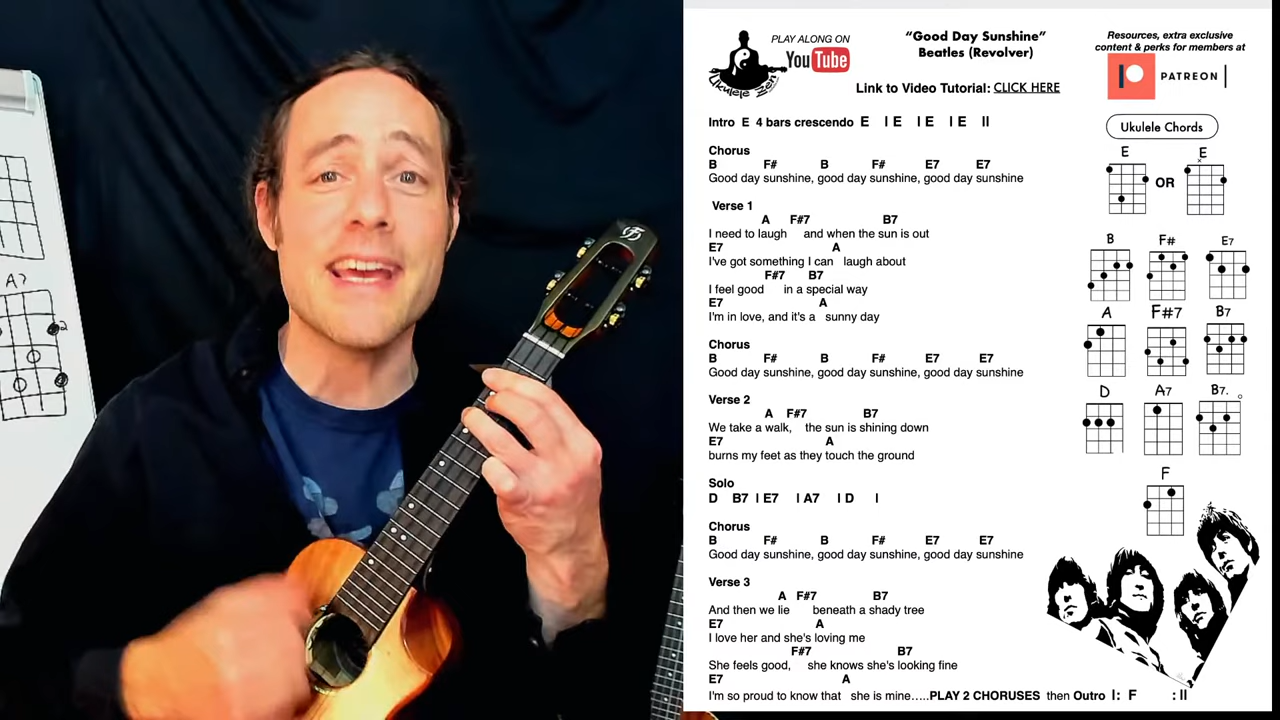 A7
PLAY ALONG ON
YouTube
Ukulele Zen
“Good Day Sunshine”
Beatles (Revolver)
Link to Video Tutorial: CLICK HERE
Resources, extra exclusive
content & perks for members at
PATREON
Intro E 4 bars crescendo E I E I E I E II
Chorus
B F# B F# E7 E7
Good day sunshine, good day sunshine, good day sunshine
Verse 1
A F#7 B7
I need to laugh and when the sun is out
E7 A
I've got something I can laugh about
F#7 B7
I feel good in a special way
E7 A
I'm in love, and it's a sunny day
Chorus
B F# B F# E7 E7
Good day sunshine, good day sunshine, good day sunshine
Verse 2
A F#7 B7
We take a walk, the sun is shining down
E7 A
burns my feet as they touch the ground
Solo
D B7 I E7 I A7 I D I
Chorus
B F# B F# E7 E7
Good day sunshine, good day sunshine, good day sunshine
Verse 3
A F#7 B7
And then we lie beneath a shady tree
E7 A
I love her and she's loving me
F#7 B7
She feels good, she knows she's looking fine
E7 A
I'm so proud to know that she is mine.....PLAY 2 CHORUSES then Outro I: F :II
Ukulele Chords
E OR E
B F# E7
A F#7 B7
D A7 B7.
F